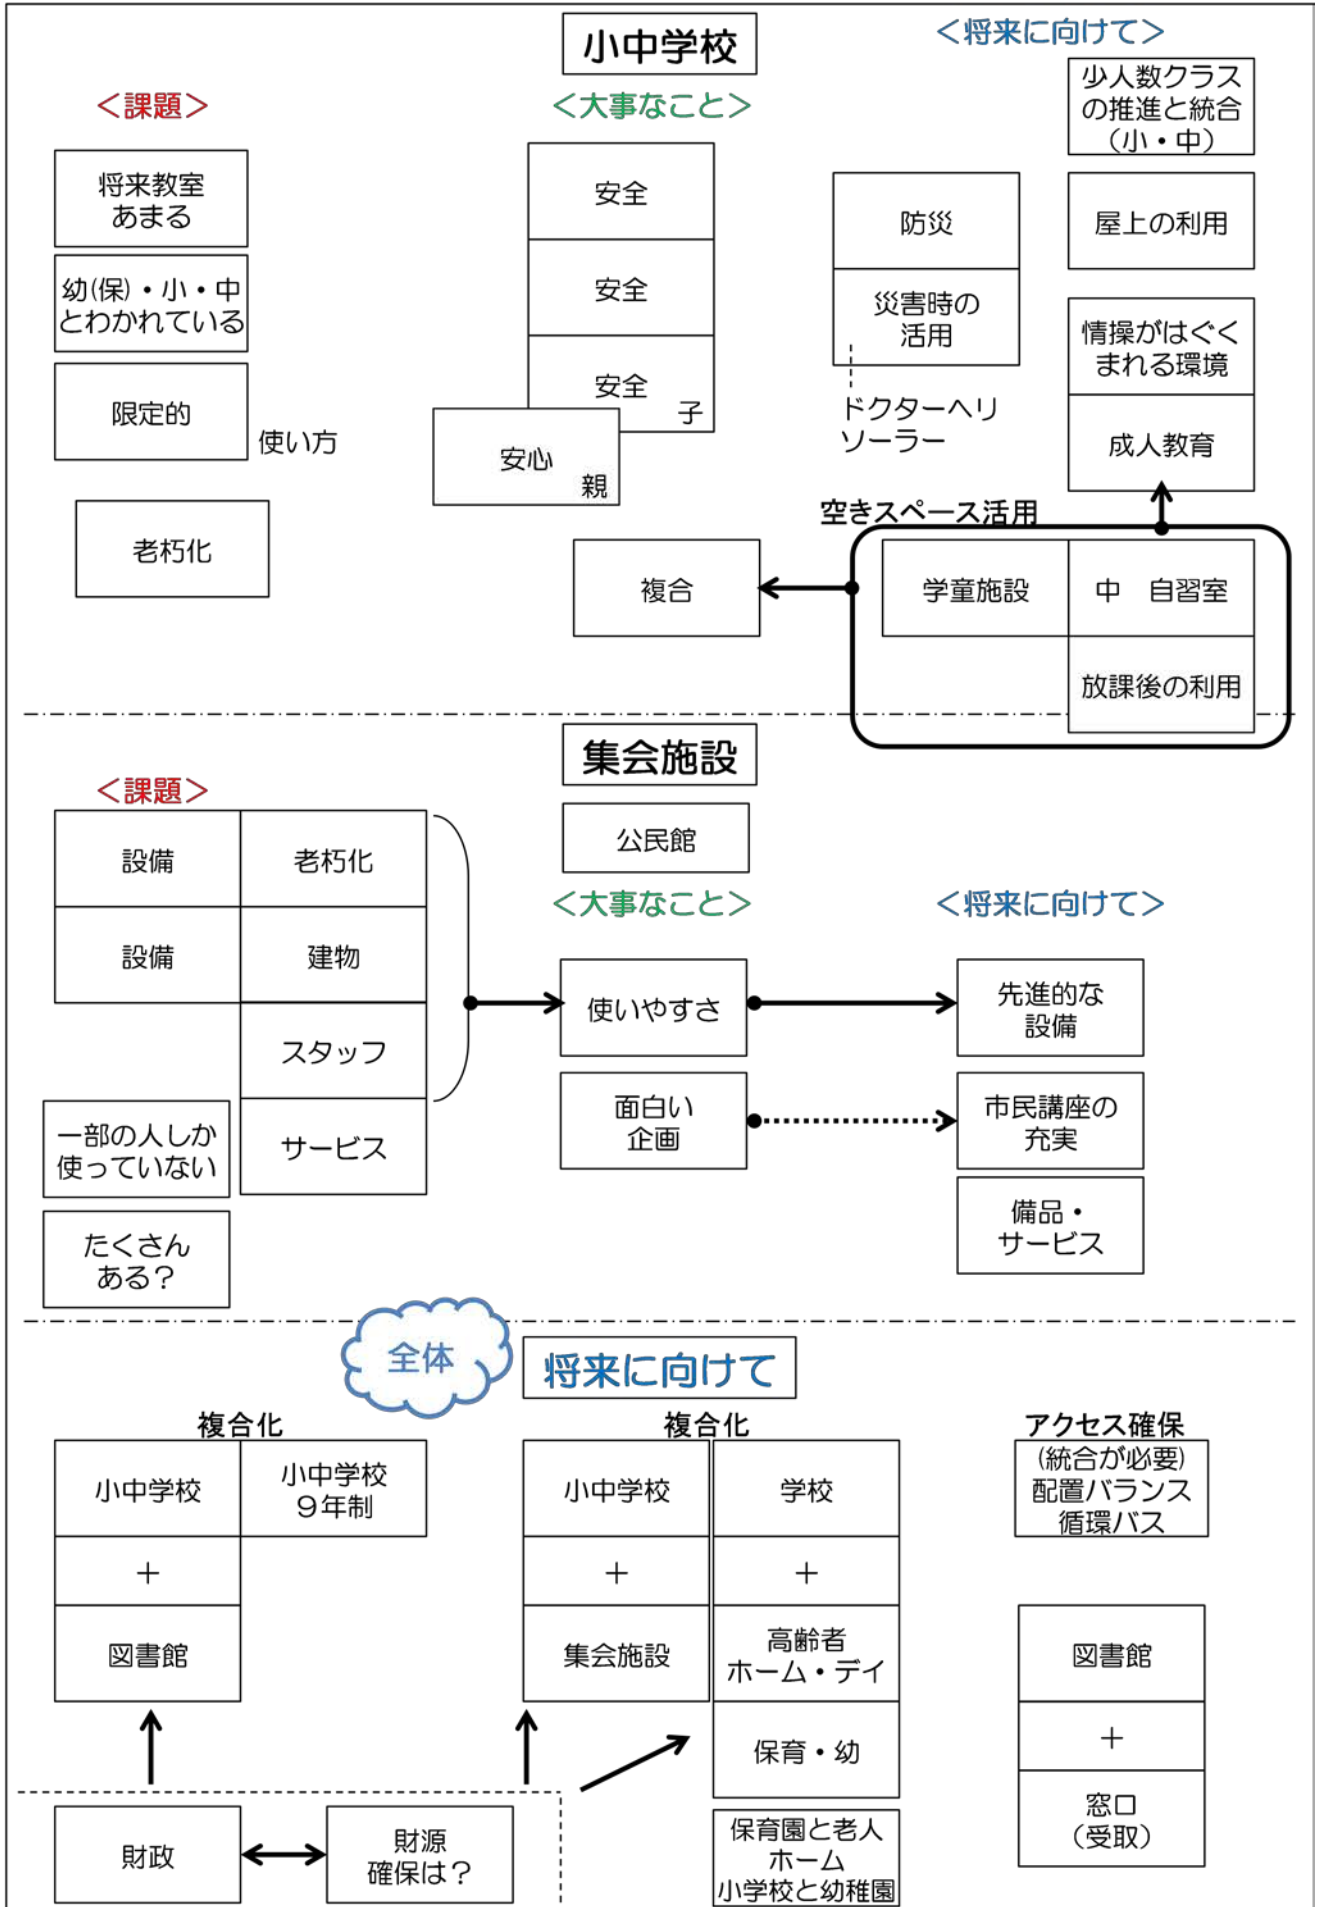 小中学校
＜課題＞
将来教室
あまる
幼(保)・小・中
とわかれている
限定的
使い方
老朽化
＜大事なこと＞
安全
安全
安全
子
安心
親
複合
＜将来に向けて＞
少人数クラス
の推進と統合
（小・中）
防災
災害時の
活用
ドクターヘリ
ソーラー
屋上の利用
情操がはぐく
まれる環境
成人教育
空きスペース活用
学童施設
中　自習室
放課後の利用
集会施設
公民館
＜課題＞
設備
老朽化
設備
建物
スタッフ
サービス
一部の人しか
使っていない
たくさん
ある？
＜大事なこと＞
使いやすさ
面白い
企画
＜将来に向けて＞
先進的な
設備
市民講座の
充実
備品・
サービス
全体
将来に向けて
複合化
小中学校
小中学校
９年制
＋
図書館
複合化
小中学校
＋
集会施設
学校
＋
高齢者
ホーム・デイ
保育・幼
保育園と老人
ホーム
小学校と幼稚園
アクセス確保
(統合が必要)
配置バランス
循環バス
図書館
＋
窓口
（受取）
財政
財源
確保は？